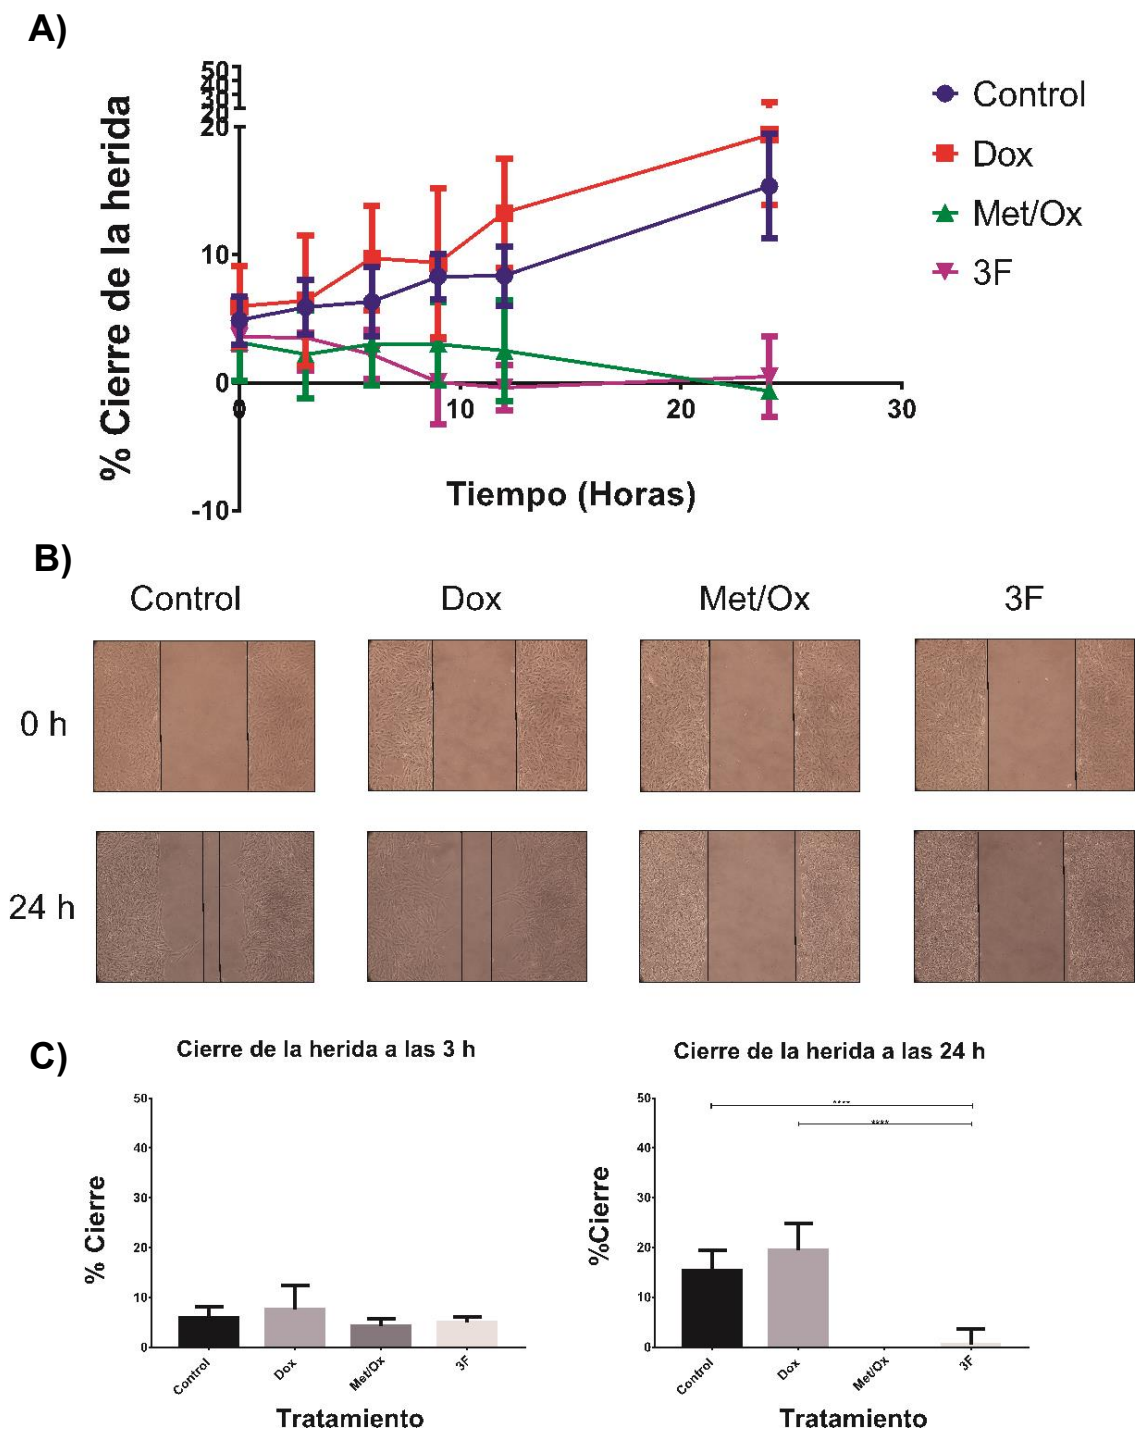 A)
% Cierre de la herida
50
40
30
20
20
10
0
-10
0
10
20
30
Tiempo (Horas)
Control
Dox
Met/Ox
3F
B)
Control
Dox
Met/Ox
3F
0 h
24 h
C)
Cierre de la herida a las 3 h
% Cierre
50
40
30
20
10
0
Control
Dox
Met/Ox
3F
Tratamiento
Cierre de la herida a las 24 h
%Cierre
50
40
30
20
10
0
****
****
Control
Dox
Met/Ox
3F
Tratamiento